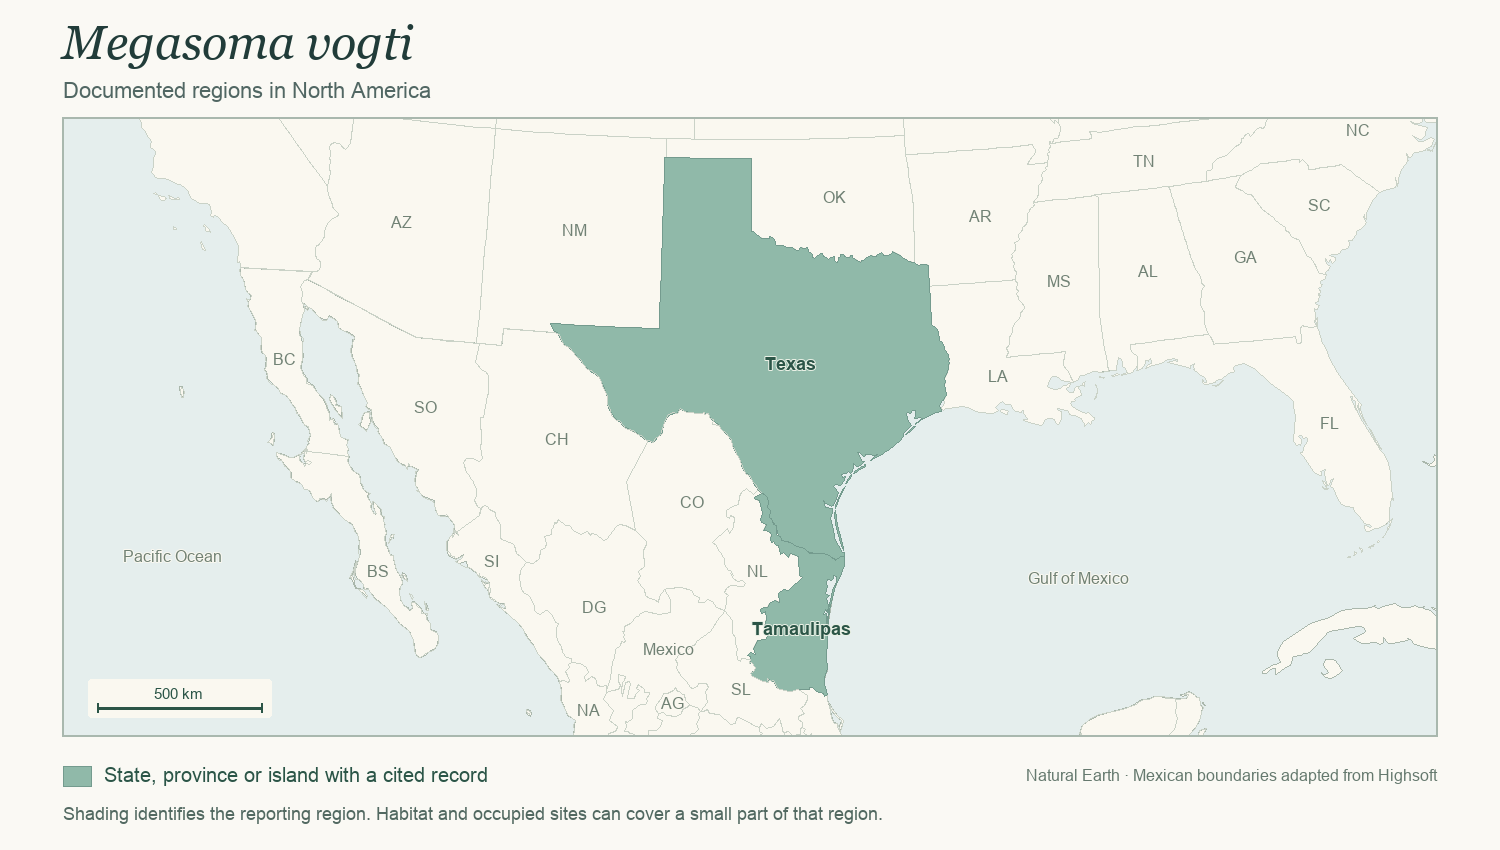 Megasoma vogti
Documented regions in North America
NC
TN
OK
AR
SC
AZ
NM
GA
AL
MS
BC
Texas
LA
SO
FL
CH
CO
Pacific Ocean
SI
BS
NL
Gulf of Mexico
DG
Tamaulipas
Mexico
SL
500 km
AG
NA
State, province or island with a cited record
Natural Earth · Mexican boundaries adapted from Highsoft
Shading identifies the reporting region. Habitat and occupied sites can cover a small part of that region.